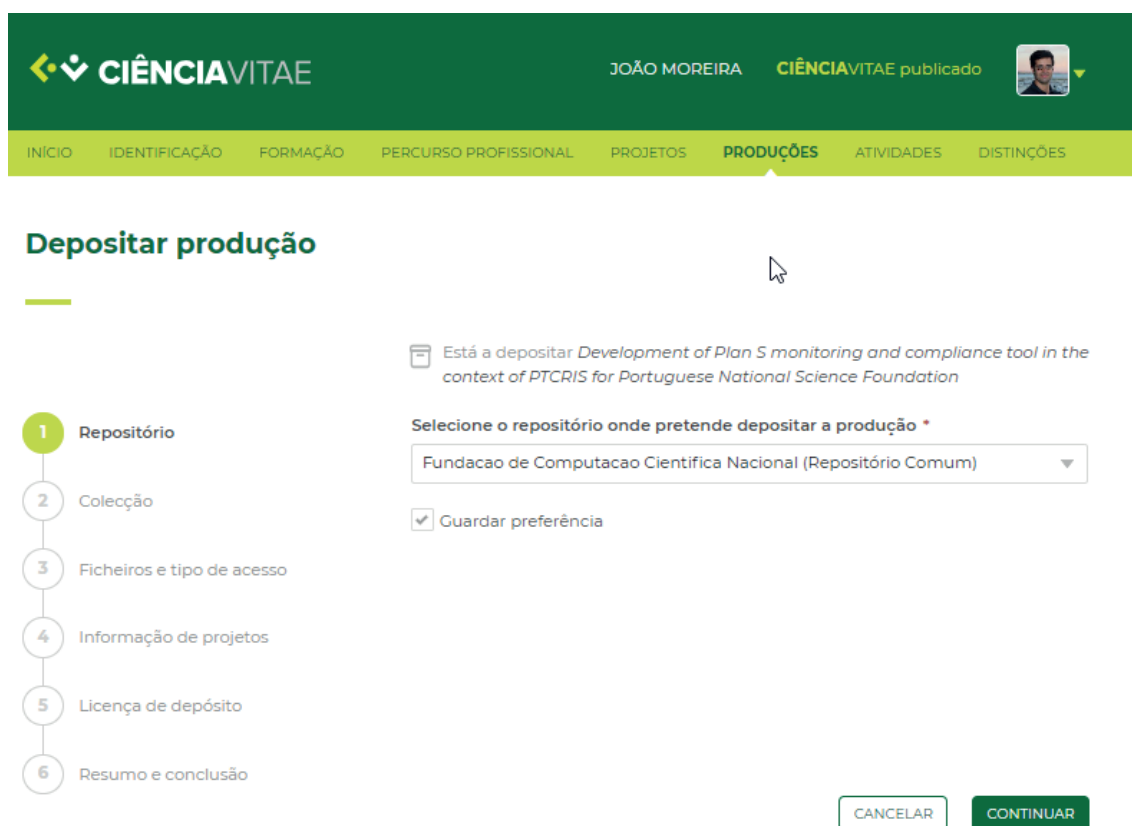 CIÊNCIAVITAE
JOÃO MOREIRA
CIÊNCIAVITAE publicado
INÍCIO IDENTIFICAÇÃO FORMAÇÃO PERCURSO PROFISSIONAL PROJETOS PRODUÇÕES ATIVIDADES DISTINÇÕES
Depositar produção
Está a depositar Development of Plan S monitoring and compliance tool in the
context of PTCRIS for Portuguese National Science Foundation
1 Repositório
2 Colecção
3 Ficheiros e tipo de acesso
4 Informação de projetos
5 Licença de depósito
6 Resumo e conclusão
Selecione o repositório onde pretende depositar a produção *
Fundacao de Computacao Cientifica Nacional (Repositório Comum)
Guardar preferência
CANCELAR
CONTINUAR